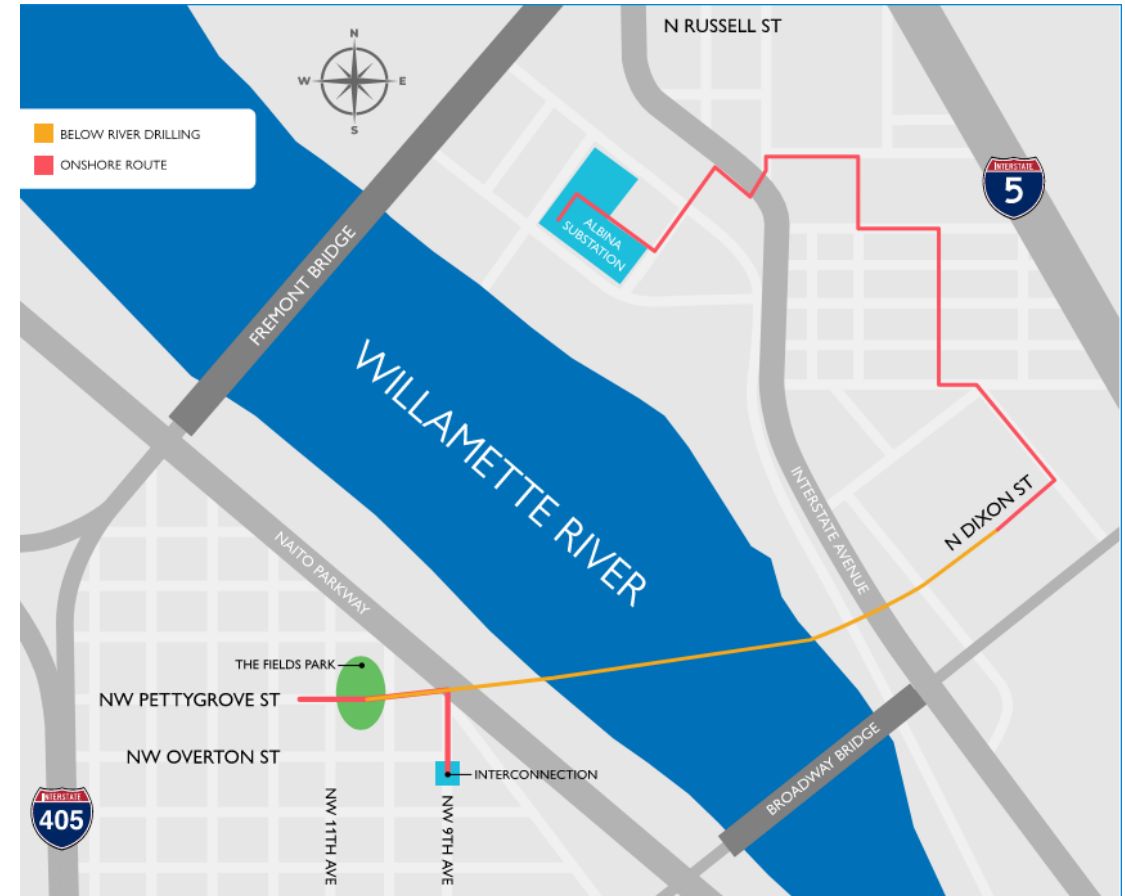 N RUSSELL ST
N
W
E
S
BELOW RIVER DRILLING
ONSHORE ROUTE
INTERSTATE
5
ALBINA
SUBSTATION
FREMONT BRIDGE
WILLAMETTE RIVER
INTERSTATE AVENUE
N DIXON ST
NAITO PARKWAY
THE FIELDS PARK
NW PETTYGROVE ST
NW OVERTON ST
INTERCONNECTION
BROADWAY BRIDGE
INTERSTATE
405
NW 11TH AVE
NW 9TH AVE